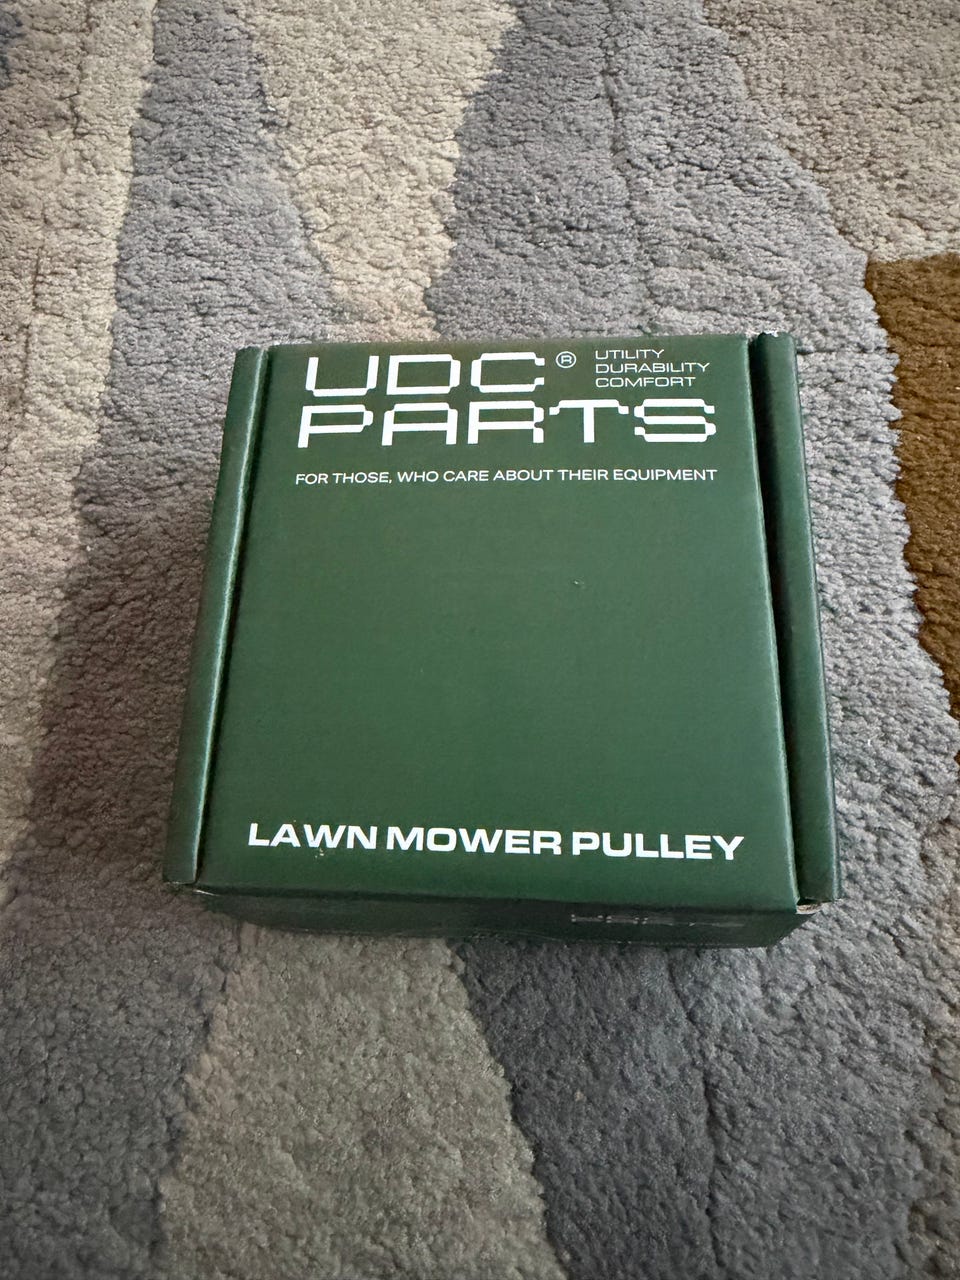 UDC®
UTILITY
DURABILITY
COMFORT
PARTS
FOR THOSE, WHO CARE ABOUT THEIR EQUIPMENT
LAWN MOWER PULLEY